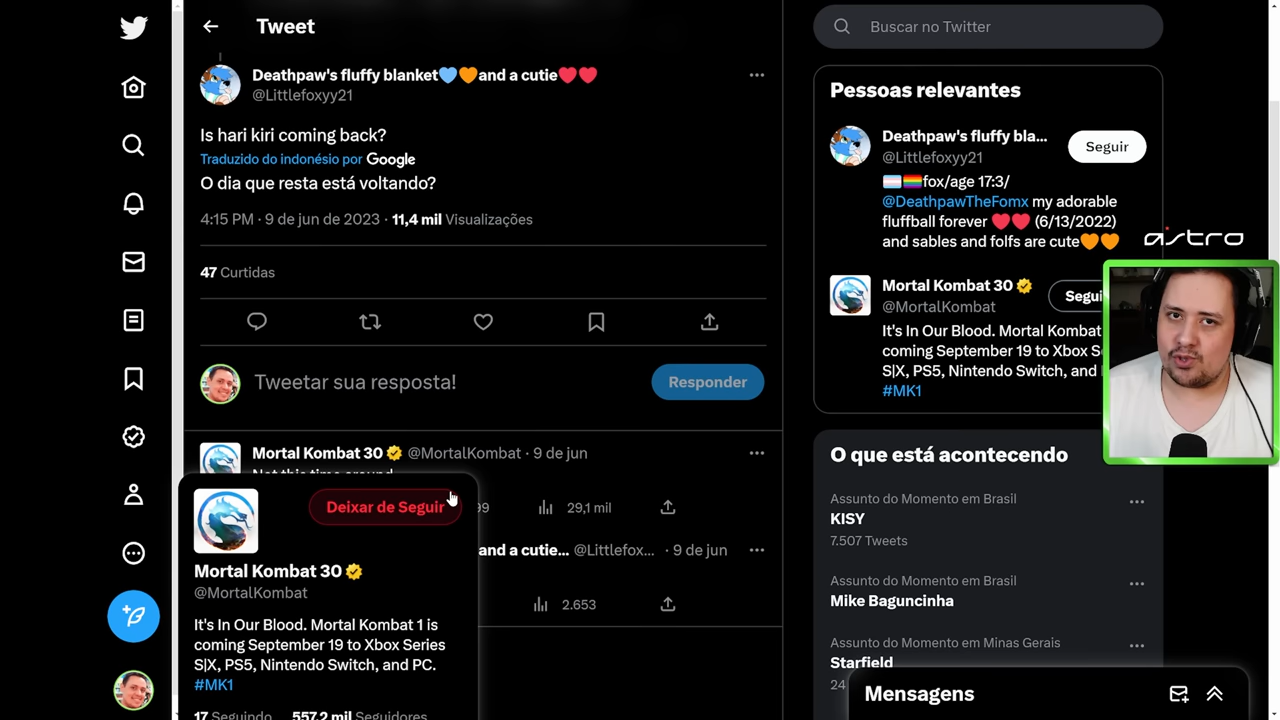 Tweet
Deathpaw's fluffy blanket💙🧡and a cutie❤️❤️
@Littlefoxyy21
Is hari kiri coming back?
Traduzido do indonésio por Google
O dia que resta está voltando?
4:15 PM · 9 de jun de 2023 · 11,4 mil Visualizações
47 Curtidas
Tweetar sua resposta!
Responder
Mortal Kombat 30 @MortalKombat · 9 de jun
Not this time around
99
29,1 mil
and a cutie... @Littlefox... · 9 de jun
2.653
Deixar de Seguir
Mortal Kombat 30
@MortalKombat
It's In Our Blood. Mortal Kombat 1 is
coming September 19 to Xbox Series
S|X, PS5, Nintendo Switch, and PC.
#MK1
17 Seguindo 557,2 mil Seguidores
Buscar no Twitter
Pessoas relevantes
Deathpaw's fluffy bla...
@Littlefoxyy21
Seguir
🏳️‍⚧️🏳️‍🌈fox/age 17:3/
@DeathpawTheFomx my adorable
fluffball forever ❤️❤️ (6/13/2022)
and sables and folfs are cute🧡🧡
astro
Mortal Kombat 30
@MortalKombat
Segui
It's In Our Blood. Mortal Kombat
coming September 19 to Xbox S
S|X, PS5, Nintendo Switch, and
#MK1
O que está acontecendo
Assunto do Momento em Brasil
KISY
7.507 Tweets
Assunto do Momento em Brasil
Mike Baguncinha
Assunto do Momento em Minas Gerais
Starfield
24
Mensagens